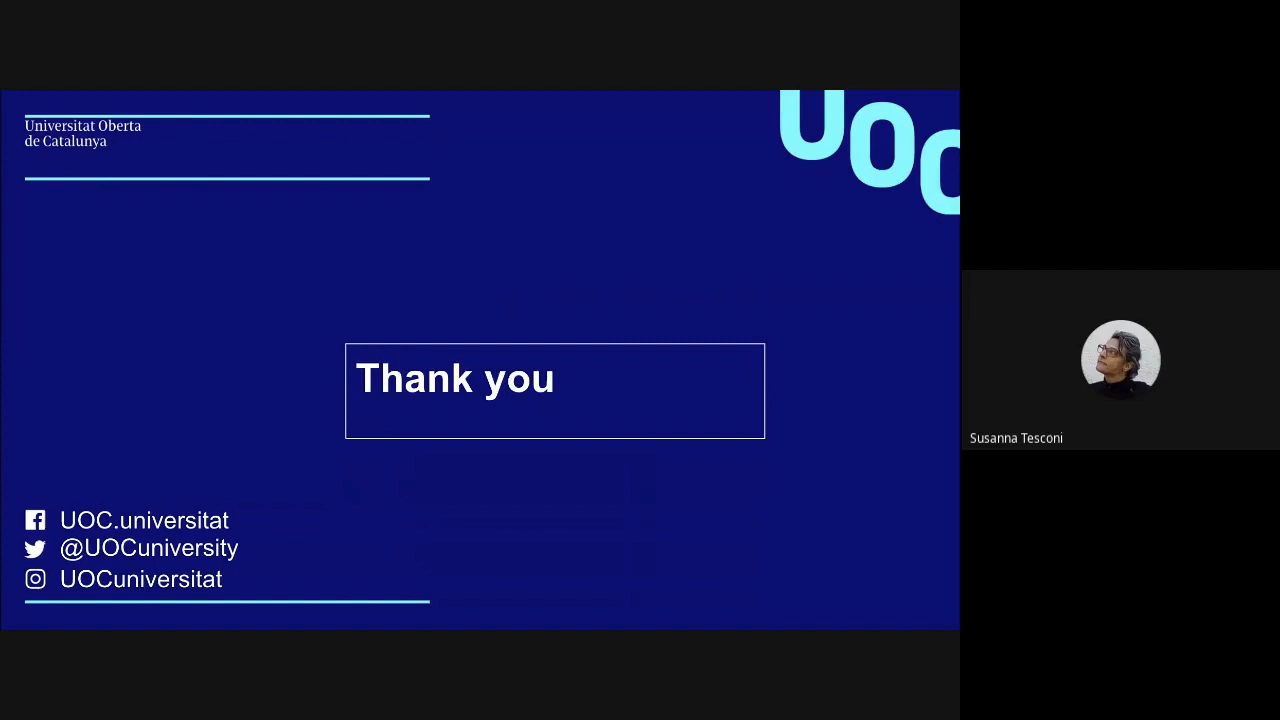 Universitat Oberta
de Catalunya
UOC
Thank you
Susanna Tesconi
UOC.universitat
@UOCuniversity
UOCuniversitat